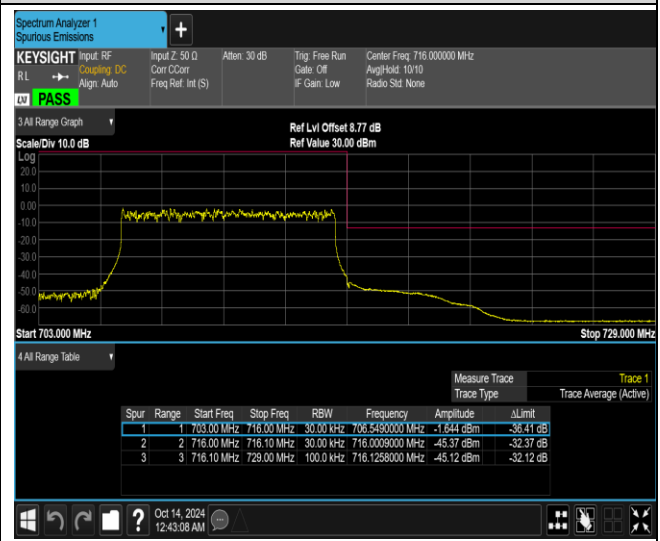 Spectrum Analyzer 1
Spurious Emissions
+
KEYSIGHT Input: RF Input Z: 50 Ω Atten: 30 dB Trig: Free Run Center Freq: 716.000000 MHz
RL Coupling: DC Corr CCorr Gate: Off Avg|Hold: 10/10
Align: Auto Freq Ref: Int (S) IF Gain: Low Radio Std: None
LXI PASS
3 All Range Graph
Ref Lvl Offset 8.77 dB
Scale/Div 10.0 dB Ref Value 30.00 dBm
Log
20.0
10.0
0.00
-10.0
-20.0
-30.0
-40.0
-50.0
-60.0
Start 703.000 MHz Stop 729.000 MHz
4 All Range Table
Measure Trace Trace 1
Trace Type Trace Average (Active)
Spur Range Start Freq Stop Freq RBW Frequency Amplitude ΔLimit
1 1 703.00 MHz 716.00 MHz 30.00 kHz 706.5490000 MHz -1.644 dBm -36.41 dB
2 2 716.00 MHz 716.10 MHz 30.00 kHz 716.0009000 MHz -45.37 dBm -32.37 dB
3 3 716.10 MHz 729.00 MHz 100.0 kHz 716.1258000 MHz -45.12 dBm -32.12 dB
? Oct 14, 2024
12:43:08 AM